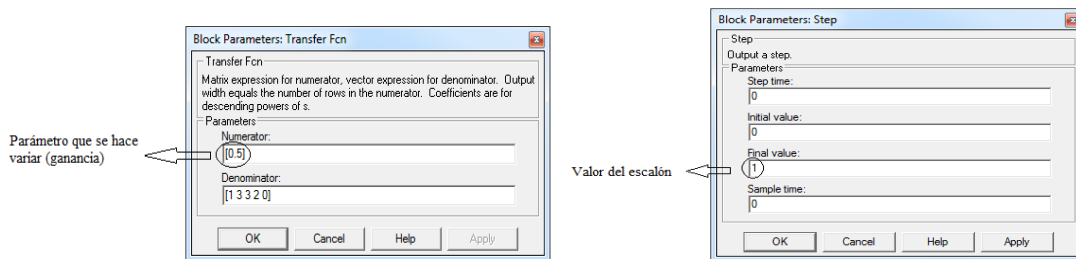 Block Parameters: Transfer Fcn
Transfer Fcn
Matrix expression for numerator, vector expression for denominator. Output
width equals the number of rows in the numerator. Coefficients are for
descending powers of s.
Parameters
Numerator:
[0.5]
Denominator:
[1 3 3 2 0]
OK Cancel Help Apply
Parámetro que se hace
variar (ganancia)
Block Parameters: Step
Step
Output a step.
Parameters
Step time:
0
Initial value:
0
Final value:
1
Sample time:
0
OK Cancel Help Apply
Valor del escalón